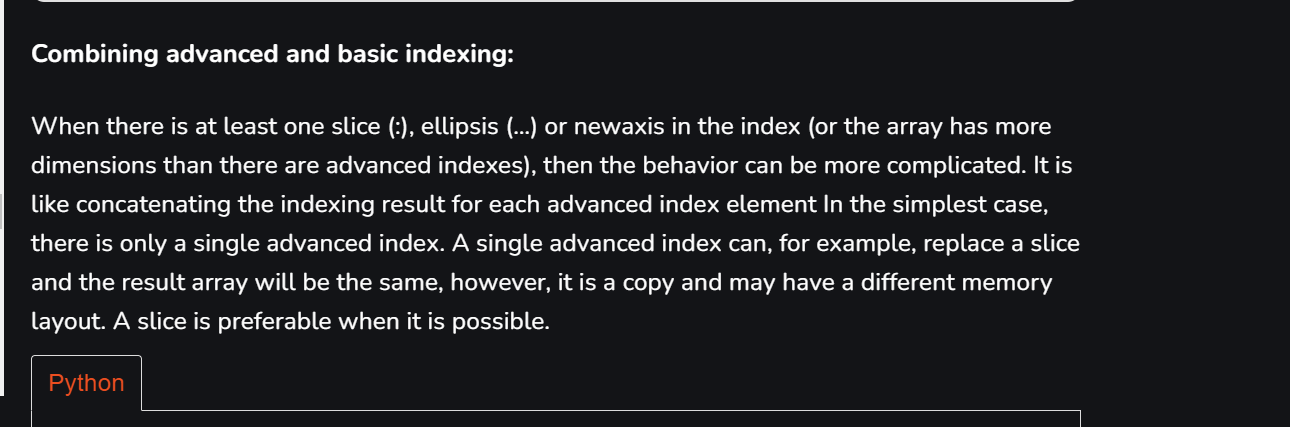 Combining advanced and basic indexing:
When there is at least one slice (:), ellipsis (...) or newaxis in the index (or the array has more
dimensions than there are advanced indexes), then the behavior can be more complicated. It is
like concatenating the indexing result for each advanced index element In the simplest case,
there is only a single advanced index. A single advanced index can, for example, replace a slice
and the result array will be the same, however, it is a copy and may have a different memory
layout. A slice is preferable when it is possible.
Python